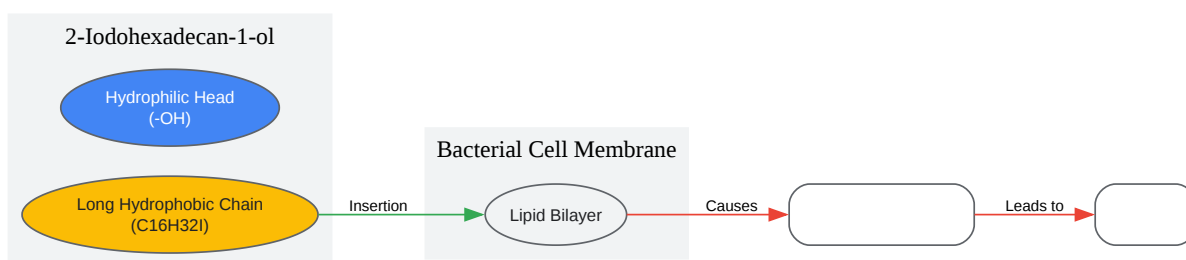 2-Iodohexadecan-1-ol
Hydrophilic Head
(-OH)
Long Hydrophobic Chain
(C16H32I)
Insertion
Bacterial Cell Membrane
Lipid Bilayer
Causes
Leads to